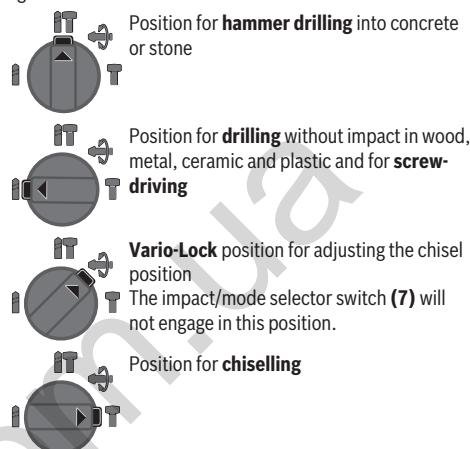 Position for hammer drilling into concrete
or stone
Position for drilling without impact in wood,
metal, ceramic and plastic and for screw-
driving
Vario-Lock position for adjusting the chisel
position
The impact/mode selector switch (7) will
not engage in this position.
Position for chiselling
om.ua